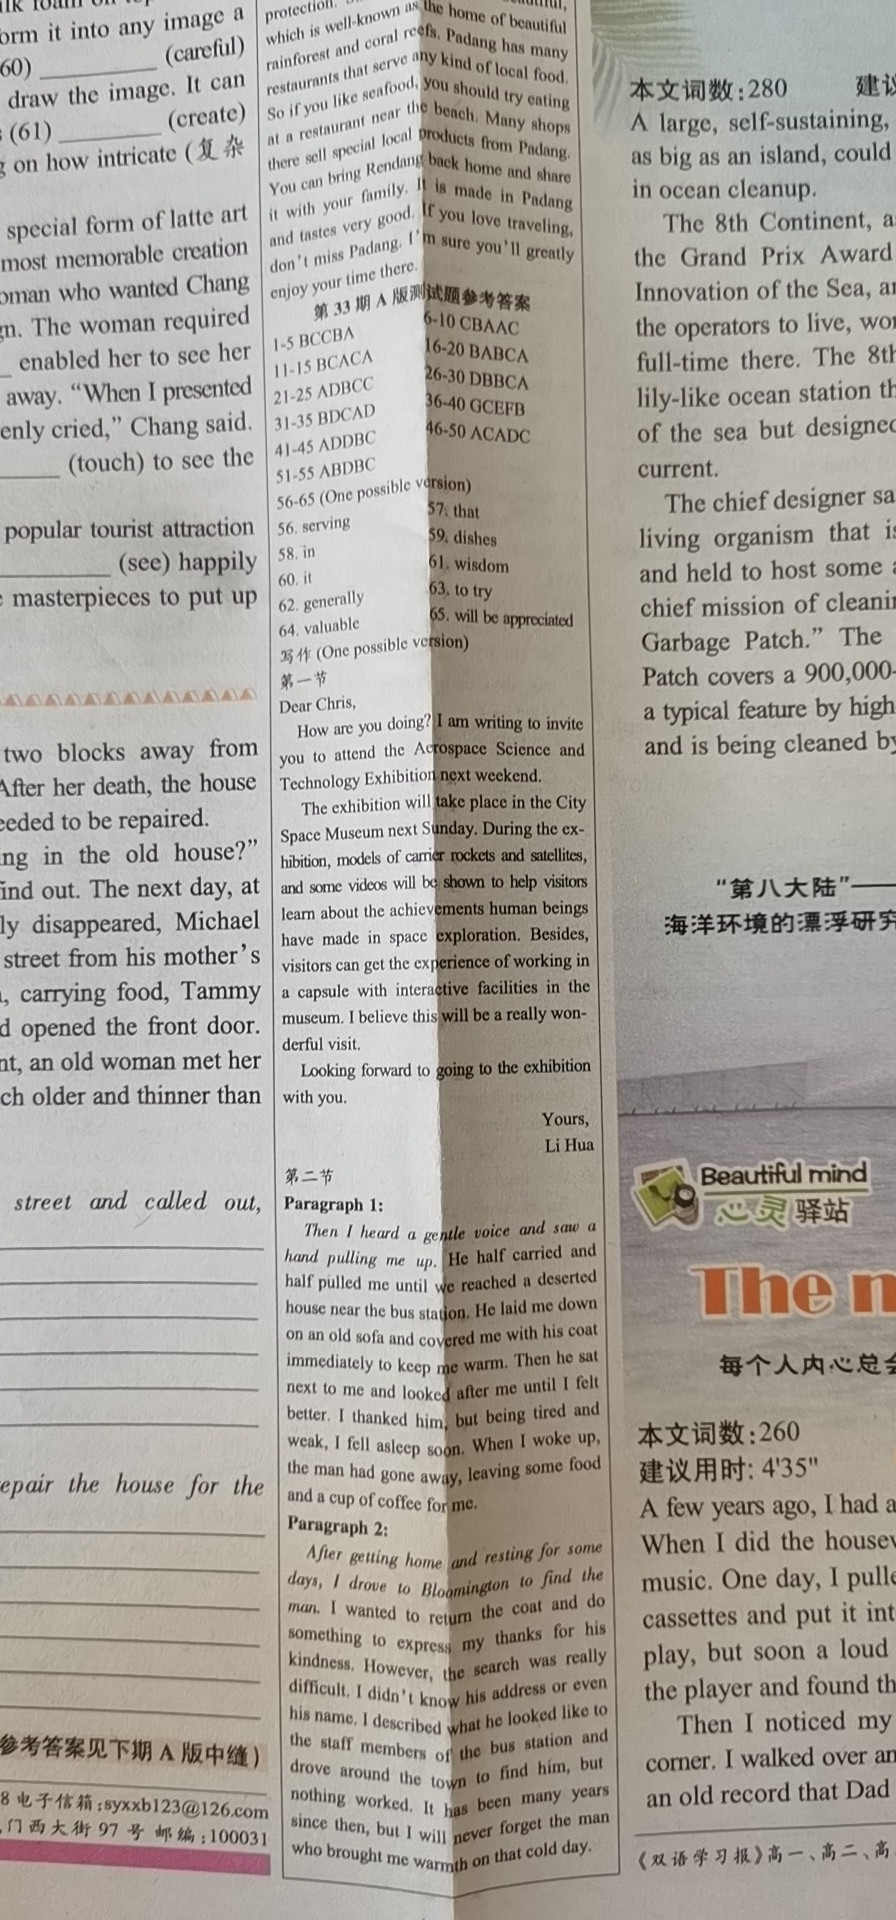 orm it into any image a
60) ________ (careful)
draw the image. It can
(61) ________ (create)
on how intricate (复杂
special form of latte art
most memorable creation
oman who wanted Chang
gn. The woman required
enabled her to see her
away. “When I presented
enly cried,” Chang said.
________ (touch) to see the
popular tourist attraction
________ (see) happily
masterpieces to put up
two blocks away from
After her death, the house
eeded to be repaired.
ng in the old house?”
find out. The next day, at
ly disappeared, Michael
street from his mother’s
, carrying food, Tammy
d opened the front door.
nt, an old woman met her
ch older and thinner than
street and called out,
epair the house for the
参考答案见下期 A 版中缝)
8 电子信箱:syxxb123@126.com
门西大街 97 号 邮编:100031
protection.
which is well-known as the home of beautiful
rainforest and coral reefs. Padang has many
restaurants that serve any kind of local food.
So if you like seafood, you should try eating
at a restaurant near the beach. Many shops
there sell special local products from Padang.
You can bring Rendang back home and share
it with your family. It is made in Padang
and tastes very good. If you love traveling,
don’t miss Padang. I’m sure you’ll greatly
enjoy your time there.
第 33 期 A 版测试题参考答案
1-5 BCCBA 6-10 CBAAC
11-15 BCACA 16-20 BABCA
21-25 ADBCC 26-30 DBBCA
31-35 BDCAD 36-40 GCEFB
41-45 ADDBC 46-50 ACADC
51-55 ABDBC
56-65 (One possible version)
56. serving 57. that
58. in 59. dishes
60. it 61. wisdom
62. generally 63. to try
64. valuable 65. will be appreciated
写作 (One possible version)
第一节
Dear Chris,
How are you doing? I am writing to invite
you to attend the Aerospace Science and
Technology Exhibition next weekend.
The exhibition will take place in the City
Space Museum next Sunday. During the ex-
hibition, models of carrier rockets and satellites,
and some videos will be shown to help visitors
learn about the achievements human beings
have made in space exploration. Besides,
visitors can get the experience of working in
a capsule with interactive facilities in the
museum. I believe this will be a really won-
derful visit.
Looking forward to going to the exhibition
with you.
Yours,
Li Hua
第二节
Paragraph 1:
Then I heard a gentle voice and saw a
hand pulling me up. He half carried and
half pulled me until we reached a deserted
house near the bus station. He laid me down
on an old sofa and covered me with his coat
immediately to keep me warm. Then he sat
next to me and looked after me until I felt
better. I thanked him, but being tired and
weak, I fell asleep soon. When I woke up,
the man had gone away, leaving some food
and a cup of coffee for me.
Paragraph 2:
After getting home and resting for some
days, I drove to Bloomington to find the
man. I wanted to return the coat and do
something to express my thanks for his
kindness. However, the search was really
difficult. I didn’t know his address or even
his name. I described what he looked like to
the staff members of the bus station and
drove around the town to find him, but
nothing worked. It has been many years
since then, but I will never forget the man
who brought me warmth on that cold day.
本文词数:280 建议
A large, self-sustaining,
as big as an island, could
in ocean cleanup.
The 8th Continent, a
the Grand Prix Award
Innovation of the Sea, a
the operators to live, wor
full-time there. The 8th
lily-like ocean station th
of the sea but designed
current.
The chief designer sa
living organism that is
and held to host some a
chief mission of cleanin
Garbage Patch.” The
Patch covers a 900,000-
a typical feature by high
and is being cleaned by
“第八大陆”——
海洋环境的漂浮研究
Beautiful mind
心灵驿站
The n
每个人内心总会
本文词数:260
建议用时: 4'35"
A few years ago, I had a
When I did the housew
music. One day, I pulle
cassettes and put it int
play, but soon a loud
the player and found th
Then I noticed my
corner. I walked over an
an old record that Dad
《双语学习报》高一、高二、高